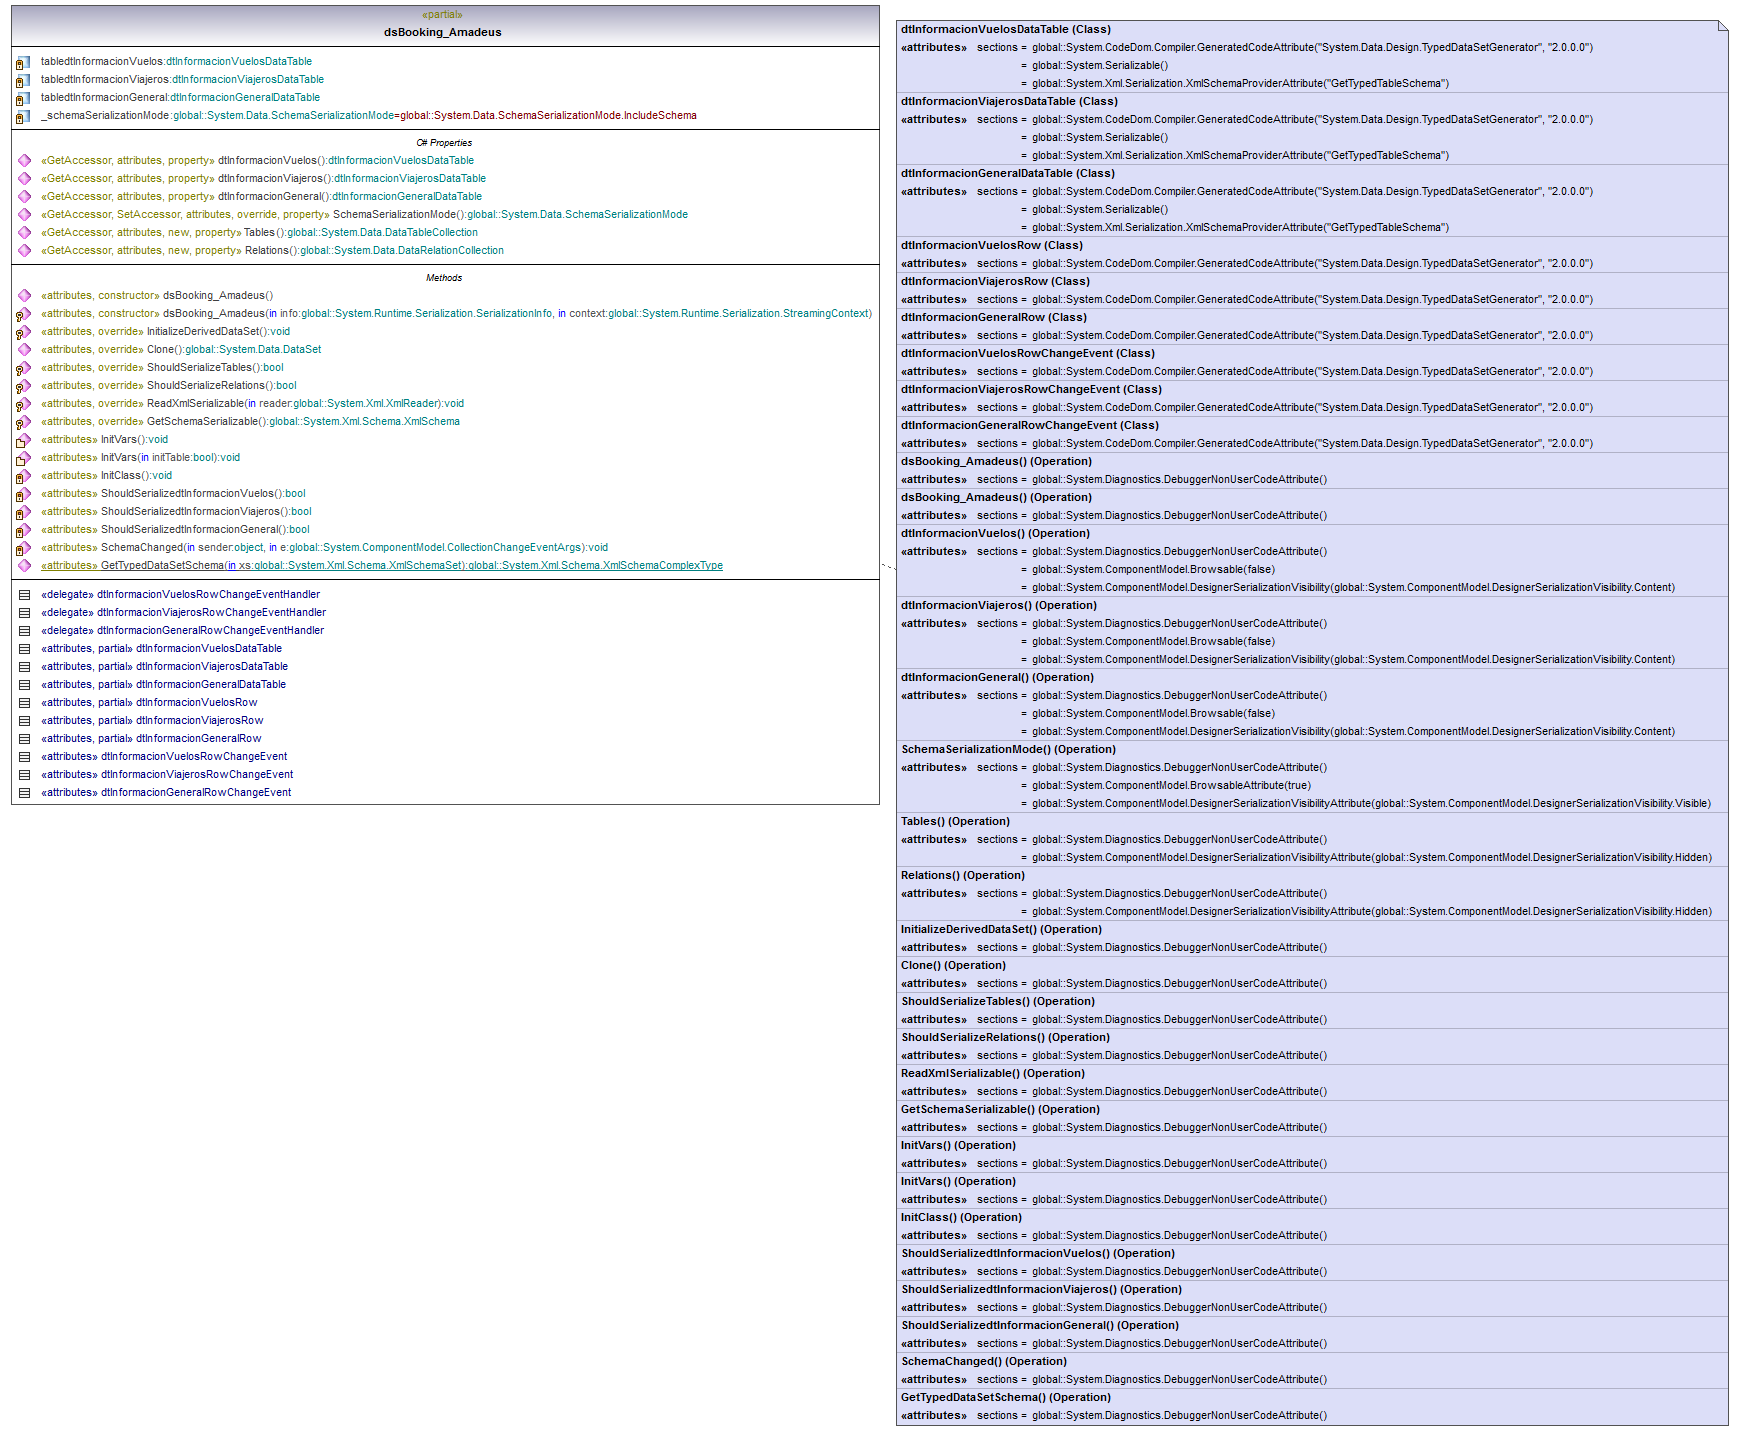 «partial»
dsBooking_Amadeus
tabledtInformacionVuelos:dtInformacionVuelosDataTable
tabledtInformacionViajeros:dtInformacionViajerosDataTable
tabledtInformacionGeneral:dtInformacionGeneralDataTable
_schemaSerializationMode:global::System.Data.SchemaSerializationMode=global::System.Data.SchemaSerializationMode.IncludeSchema
C# Properties
«GetAccessor, attributes, property» dtInformacionVuelos():dtInformacionVuelosDataTable
«GetAccessor, attributes, property» dtInformacionViajeros():dtInformacionViajerosDataTable
«GetAccessor, attributes, property» dtInformacionGeneral():dtInformacionGeneralDataTable
«GetAccessor, SetAccessor, attributes, override, property» SchemaSerializationMode():global::System.Data.SchemaSerializationMode
«GetAccessor, attributes, new, property» Tables():global::System.Data.DataTableCollection
«GetAccessor, attributes, new, property» Relations():global::System.Data.DataRelationCollection
Methods
«attributes, constructor» dsBooking_Amadeus()
«attributes, constructor» dsBooking_Amadeus(in info:global::System.Runtime.Serialization.SerializationInfo, in context:global::System.Runtime.Serialization.StreamingContext)
«attributes, override» InitializeDerivedDataSet():void
«attributes, override» Clone():global::System.Data.DataSet
«attributes, override» ShouldSerializeTables():bool
«attributes, override» ShouldSerializeRelations():bool
«attributes, override» ReadXmlSerializable(in reader:global::System.Xml.XmlReader):void
«attributes, override» GetSchemaSerializable():global::System.Xml.Schema.XmlSchema
«attributes» InitVars():void
«attributes» InitVars(in initTable:bool):void
«attributes» InitClass():void
«attributes» ShouldSerializedtInformacionVuelos():bool
«attributes» ShouldSerializedtInformacionViajeros():bool
«attributes» ShouldSerializedtInformacionGeneral():bool
«attributes» SchemaChanged(in sender:object, in e:global::System.ComponentModel.CollectionChangeEventArgs):void
«attributes» GetTypedDataSetSchema(in xs:global::System.Xml.Schema.XmlSchemaSet):global::System.Xml.Schema.XmlSchemaComplexType
«delegate» dtInformacionVuelosRowChangeEventHandler
«delegate» dtInformacionViajerosRowChangeEventHandler
«delegate» dtInformacionGeneralRowChangeEventHandler
«attributes, partial» dtInformacionVuelosDataTable
«attributes, partial» dtInformacionViajerosDataTable
«attributes, partial» dtInformacionGeneralDataTable
«attributes, partial» dtInformacionVuelosRow
«attributes, partial» dtInformacionViajerosRow
«attributes, partial» dtInformacionGeneralRow
«attributes» dtInformacionVuelosRowChangeEvent
«attributes» dtInformacionViajerosRowChangeEvent
«attributes» dtInformacionGeneralRowChangeEvent
dtInformacionVuelosDataTable (Class)
«attributes» sections = global::System.CodeDom.Compiler.GeneratedCodeAttribute("System.Data.Design.TypedDataSetGenerator", "2.0.0.0")
= global::System.Serializable()
= global::System.Xml.Serialization.XmlSchemaProviderAttribute("GetTypedTableSchema")
dtInformacionViajerosDataTable (Class)
«attributes» sections = global::System.CodeDom.Compiler.GeneratedCodeAttribute("System.Data.Design.TypedDataSetGenerator", "2.0.0.0")
= global::System.Serializable()
= global::System.Xml.Serialization.XmlSchemaProviderAttribute("GetTypedTableSchema")
dtInformacionGeneralDataTable (Class)
«attributes» sections = global::System.CodeDom.Compiler.GeneratedCodeAttribute("System.Data.Design.TypedDataSetGenerator", "2.0.0.0")
= global::System.Serializable()
= global::System.Xml.Serialization.XmlSchemaProviderAttribute("GetTypedTableSchema")
dtInformacionVuelosRow (Class)
«attributes» sections = global::System.CodeDom.Compiler.GeneratedCodeAttribute("System.Data.Design.TypedDataSetGenerator", "2.0.0.0")
dtInformacionViajerosRow (Class)
«attributes» sections = global::System.CodeDom.Compiler.GeneratedCodeAttribute("System.Data.Design.TypedDataSetGenerator", "2.0.0.0")
dtInformacionGeneralRow (Class)
«attributes» sections = global::System.CodeDom.Compiler.GeneratedCodeAttribute("System.Data.Design.TypedDataSetGenerator", "2.0.0.0")
dtInformacionVuelosRowChangeEvent (Class)
«attributes» sections = global::System.CodeDom.Compiler.GeneratedCodeAttribute("System.Data.Design.TypedDataSetGenerator", "2.0.0.0")
dtInformacionViajerosRowChangeEvent (Class)
«attributes» sections = global::System.CodeDom.Compiler.GeneratedCodeAttribute("System.Data.Design.TypedDataSetGenerator", "2.0.0.0")
dtInformacionGeneralRowChangeEvent (Class)
«attributes» sections = global::System.CodeDom.Compiler.GeneratedCodeAttribute("System.Data.Design.TypedDataSetGenerator", "2.0.0.0")
dsBooking_Amadeus() (Operation)
«attributes» sections = global::System.Diagnostics.DebuggerNonUserCodeAttribute()
dsBooking_Amadeus() (Operation)
«attributes» sections = global::System.Diagnostics.DebuggerNonUserCodeAttribute()
dtInformacionVuelos() (Operation)
«attributes» sections = global::System.Diagnostics.DebuggerNonUserCodeAttribute()
= global::System.ComponentModel.Browsable(false)
= global::System.ComponentModel.DesignerSerializationVisibility(global::System.ComponentModel.DesignerSerializationVisibility.Content)
dtInformacionViajeros() (Operation)
«attributes» sections = global::System.Diagnostics.DebuggerNonUserCodeAttribute()
= global::System.ComponentModel.Browsable(false)
= global::System.ComponentModel.DesignerSerializationVisibility(global::System.ComponentModel.DesignerSerializationVisibility.Content)
dtInformacionGeneral() (Operation)
«attributes» sections = global::System.Diagnostics.DebuggerNonUserCodeAttribute()
= global::System.ComponentModel.Browsable(false)
= global::System.ComponentModel.DesignerSerializationVisibility(global::System.ComponentModel.DesignerSerializationVisibility.Content)
SchemaSerializationMode() (Operation)
«attributes» sections = global::System.Diagnostics.DebuggerNonUserCodeAttribute()
= global::System.ComponentModel.BrowsableAttribute(true)
= global::System.ComponentModel.DesignerSerializationVisibilityAttribute(global::System.ComponentModel.DesignerSerializationVisibility.Visible)
Tables() (Operation)
«attributes» sections = global::System.Diagnostics.DebuggerNonUserCodeAttribute()
= global::System.ComponentModel.DesignerSerializationVisibilityAttribute(global::System.ComponentModel.DesignerSerializationVisibility.Hidden)
Relations() (Operation)
«attributes» sections = global::System.Diagnostics.DebuggerNonUserCodeAttribute()
= global::System.ComponentModel.DesignerSerializationVisibilityAttribute(global::System.ComponentModel.DesignerSerializationVisibility.Hidden)
InitializeDerivedDataSet() (Operation)
«attributes» sections = global::System.Diagnostics.DebuggerNonUserCodeAttribute()
Clone() (Operation)
«attributes» sections = global::System.Diagnostics.DebuggerNonUserCodeAttribute()
ShouldSerializeTables() (Operation)
«attributes» sections = global::System.Diagnostics.DebuggerNonUserCodeAttribute()
ShouldSerializeRelations() (Operation)
«attributes» sections = global::System.Diagnostics.DebuggerNonUserCodeAttribute()
ReadXmlSerializable() (Operation)
«attributes» sections = global::System.Diagnostics.DebuggerNonUserCodeAttribute()
GetSchemaSerializable() (Operation)
«attributes» sections = global::System.Diagnostics.DebuggerNonUserCodeAttribute()
InitVars() (Operation)
«attributes» sections = global::System.Diagnostics.DebuggerNonUserCodeAttribute()
InitVars() (Operation)
«attributes» sections = global::System.Diagnostics.DebuggerNonUserCodeAttribute()
InitClass() (Operation)
«attributes» sections = global::System.Diagnostics.DebuggerNonUserCodeAttribute()
ShouldSerializedtInformacionVuelos() (Operation)
«attributes» sections = global::System.Diagnostics.DebuggerNonUserCodeAttribute()
ShouldSerializedtInformacionViajeros() (Operation)
«attributes» sections = global::System.Diagnostics.DebuggerNonUserCodeAttribute()
ShouldSerializedtInformacionGeneral() (Operation)
«attributes» sections = global::System.Diagnostics.DebuggerNonUserCodeAttribute()
SchemaChanged() (Operation)
«attributes» sections = global::System.Diagnostics.DebuggerNonUserCodeAttribute()
GetTypedDataSetSchema() (Operation)
«attributes» sections = global::System.Diagnostics.DebuggerNonUserCodeAttribute()